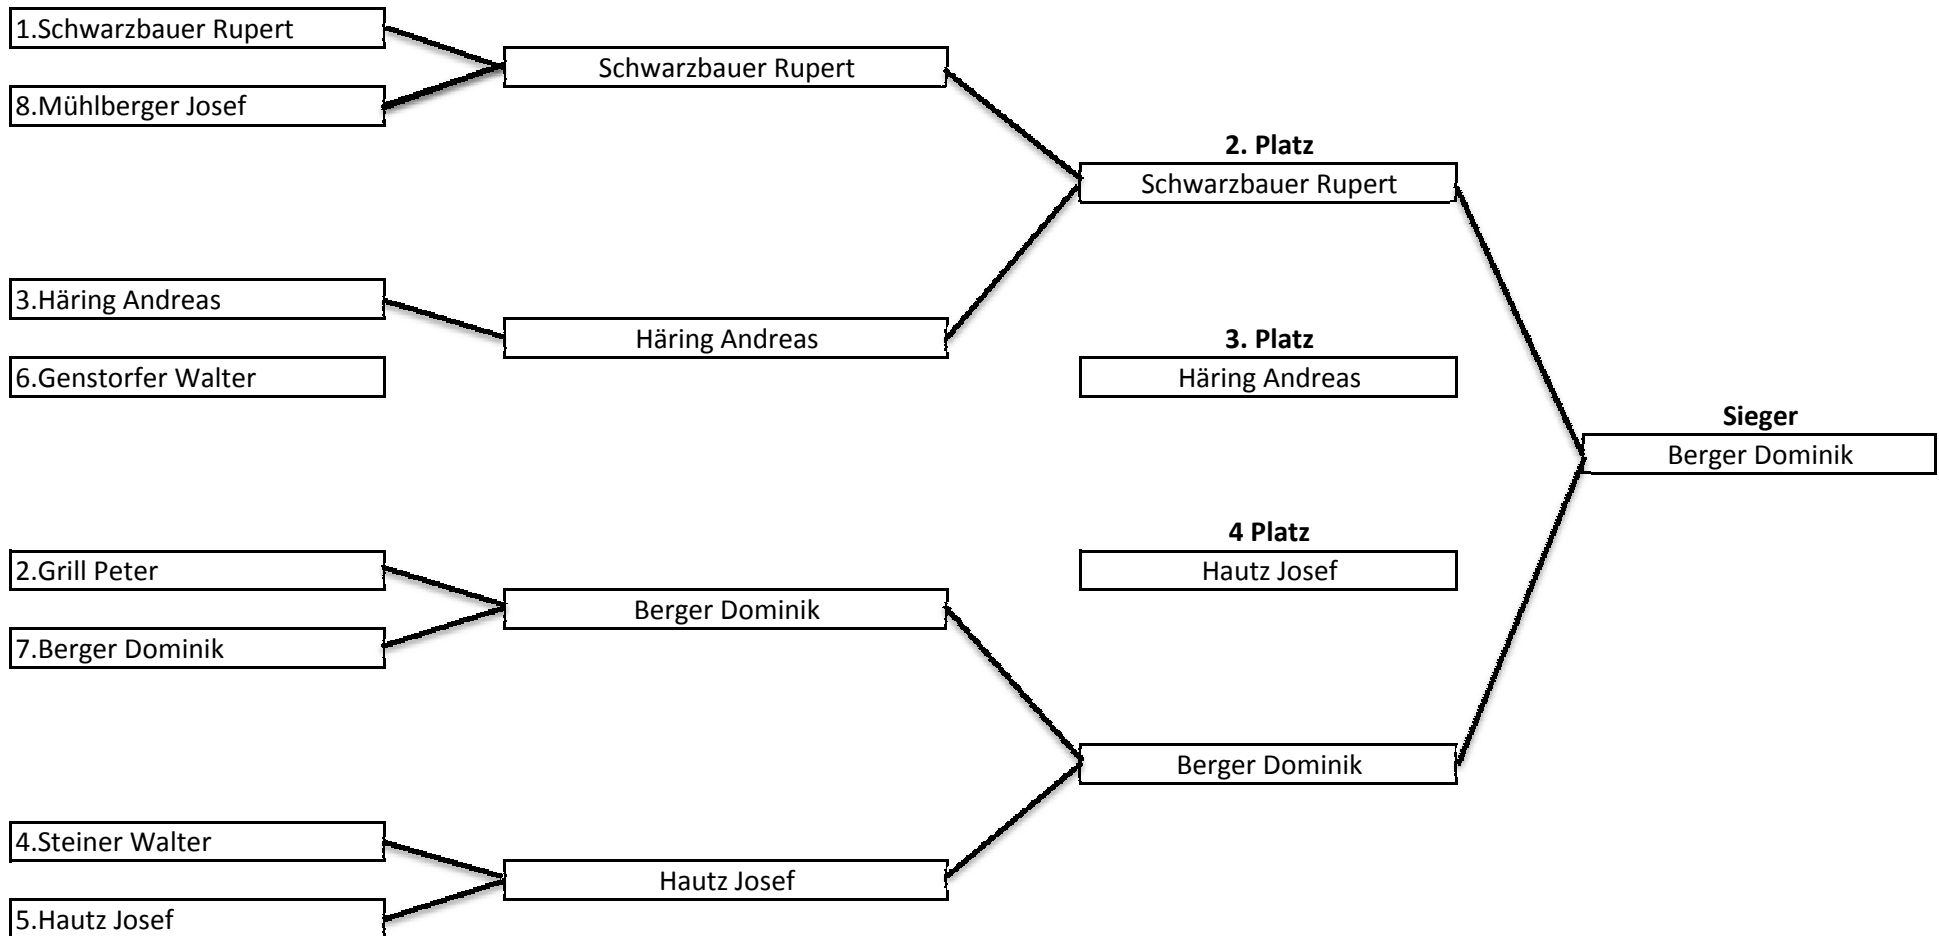 1.Schwarzbauer Rupert
8.Mühlberger Josef
3.Häring Andreas
6.Genstorfer Walter
2.Grill Peter
7.Berger Dominik
4.Steiner Walter
5.Hautz Josef
Schwarzbauer Rupert
Häring Andreas
Berger Dominik
Hautz Josef
2. Platz
Schwarzbauer Rupert
3. Platz
Häring Andreas
4 Platz
Hautz Josef
Berger Dominik
Sieger
Berger Dominik